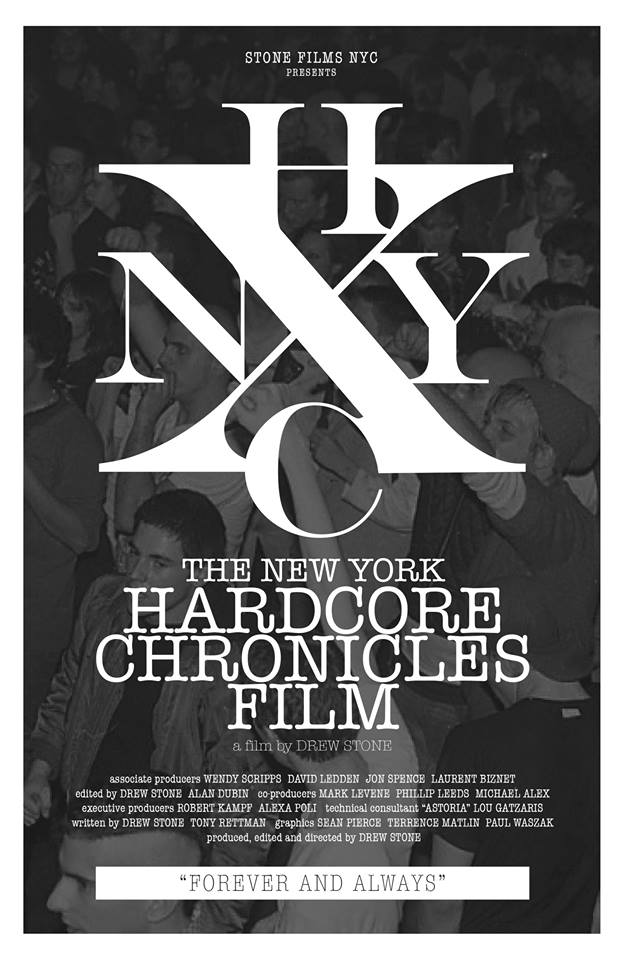 STONE FILMS NYC
PRESENTS
H
N X Y
C
THE NEW YORK
HARDCORE
CHRONICLES
FILM
a film by DREW STONE
associate producers WENDY SCRIPPS DAVID LEDDEN JON SPENCE LAURENT BIZNET
edited by DREW STONE ALAN DUBIN co-producers MARK LEVENE PHILLIP LEEDS MICHAEL ALEX
executive producers ROBERT KAMPF ALEXA POLI technical consultant “ASTORIA” LOU GATZARIS
written by DREW STONE TONY RETTMAN graphics SEAN PIERCE TERRENCE MATLIN PAUL WASZAK
produced, edited and directed by DREW STONE
“FOREVER AND ALWAYS”